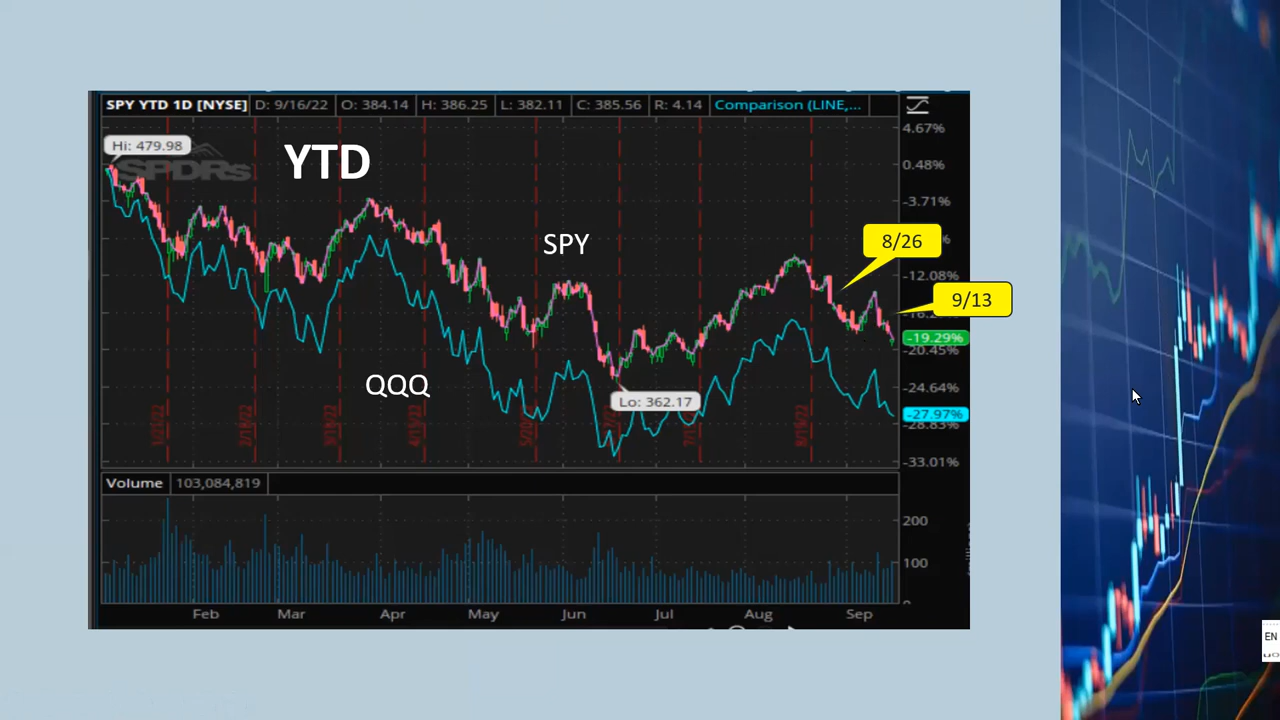 SPY YTD 1D [NYSE] D: 9/16/22 O: 384.14 H: 386.25 L: 382.11 C: 385.56 R: 4.14 Comparison (LINE,...
4.67%
Hi: 479.98
YTD
0.48%
SPDRs
-3.71%
SPY
8/26
-12.08%
9/13
-19.29%
-20.45%
QQQ
-24.64%
Lo: 362.17
-27.97%
-28.83%
-33.01%
Volume 103,084,819
200
100
0
Feb Mar Apr May Jun Jul Aug Sep
EN